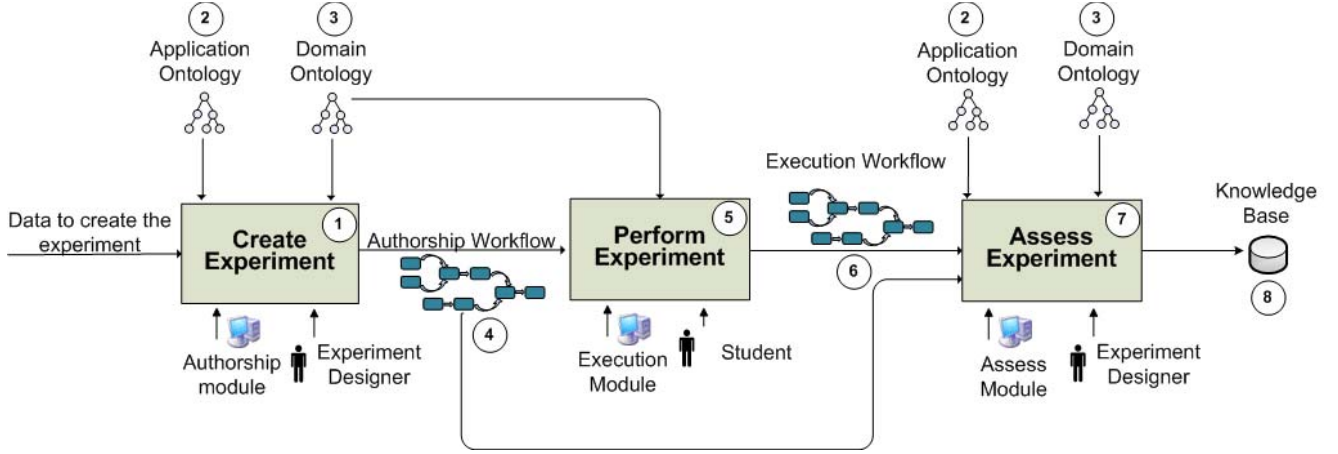 2
Application
Ontology
3
Domain
Ontology
2
Application
Ontology
3
Domain
Ontology
Data to create the
experiment
1
Create
Experiment
Authorship Workflow
4
5
Perform
Experiment
Execution Workflow
6
7
Assess
Experiment
Knowledge
Base
8
Authorship
module
Experiment
Designer
Execution
Module
Student
Assess
Module
Experiment
Designer